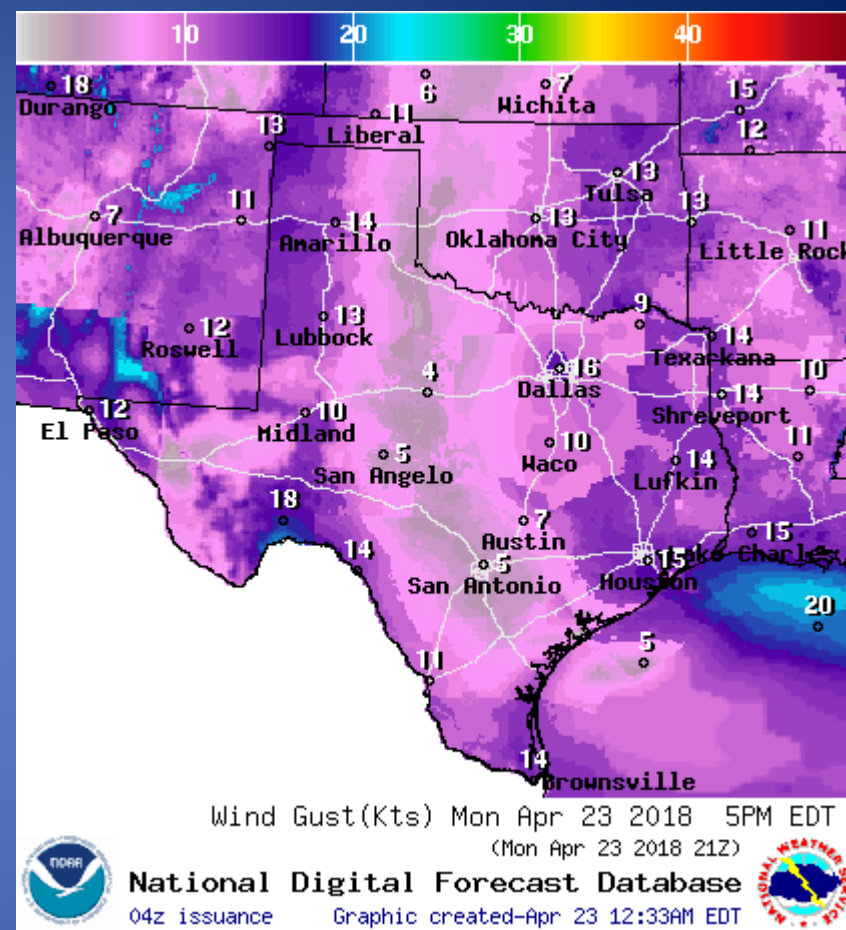 10 20 30 40
18 6 7 15
Durango Liberal 11 Wichita
13 12
13
Tulsa
7 11 14 13 13 11
Albuquerque Amarillo Oklahoma City Little Rock
12 13 9 14
Roswell Lubbock Texarkana
4 16
Dallas
12 10 14 10
El Paso Midland Shreveport
5 10 14 11
San Angelo Waco Lufkin
18 7 15
Austin Lake Charles
14 5 15
San Antonio Houston
20
11 5
14
Brownsville
Wind Gust(Kts) Mon Apr 23 2018 5PM EDT
(Mon Apr 23 2018 21Z)
NOAA
NATIONAL WEATHER SERVICE
National Digital Forecast Database
04z issuance Graphic created-Apr 23 12:33AM EDT